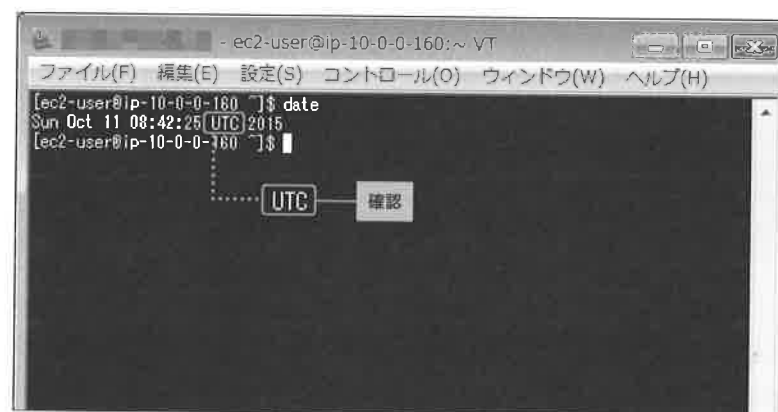 - ec2-user@ip-10-0-0-160:~ VT
ファイル(F) 編集(E) 設定(S) コントロール(O) ウィンドウ(W) ヘルプ(H)
[ec2-user@ip-10-0-0-160 ~]$ date
Sun Oct 11 08:42:25 UTC 2015
[ec2-user@ip-10-0-0-160 ~]$
UTC 確認